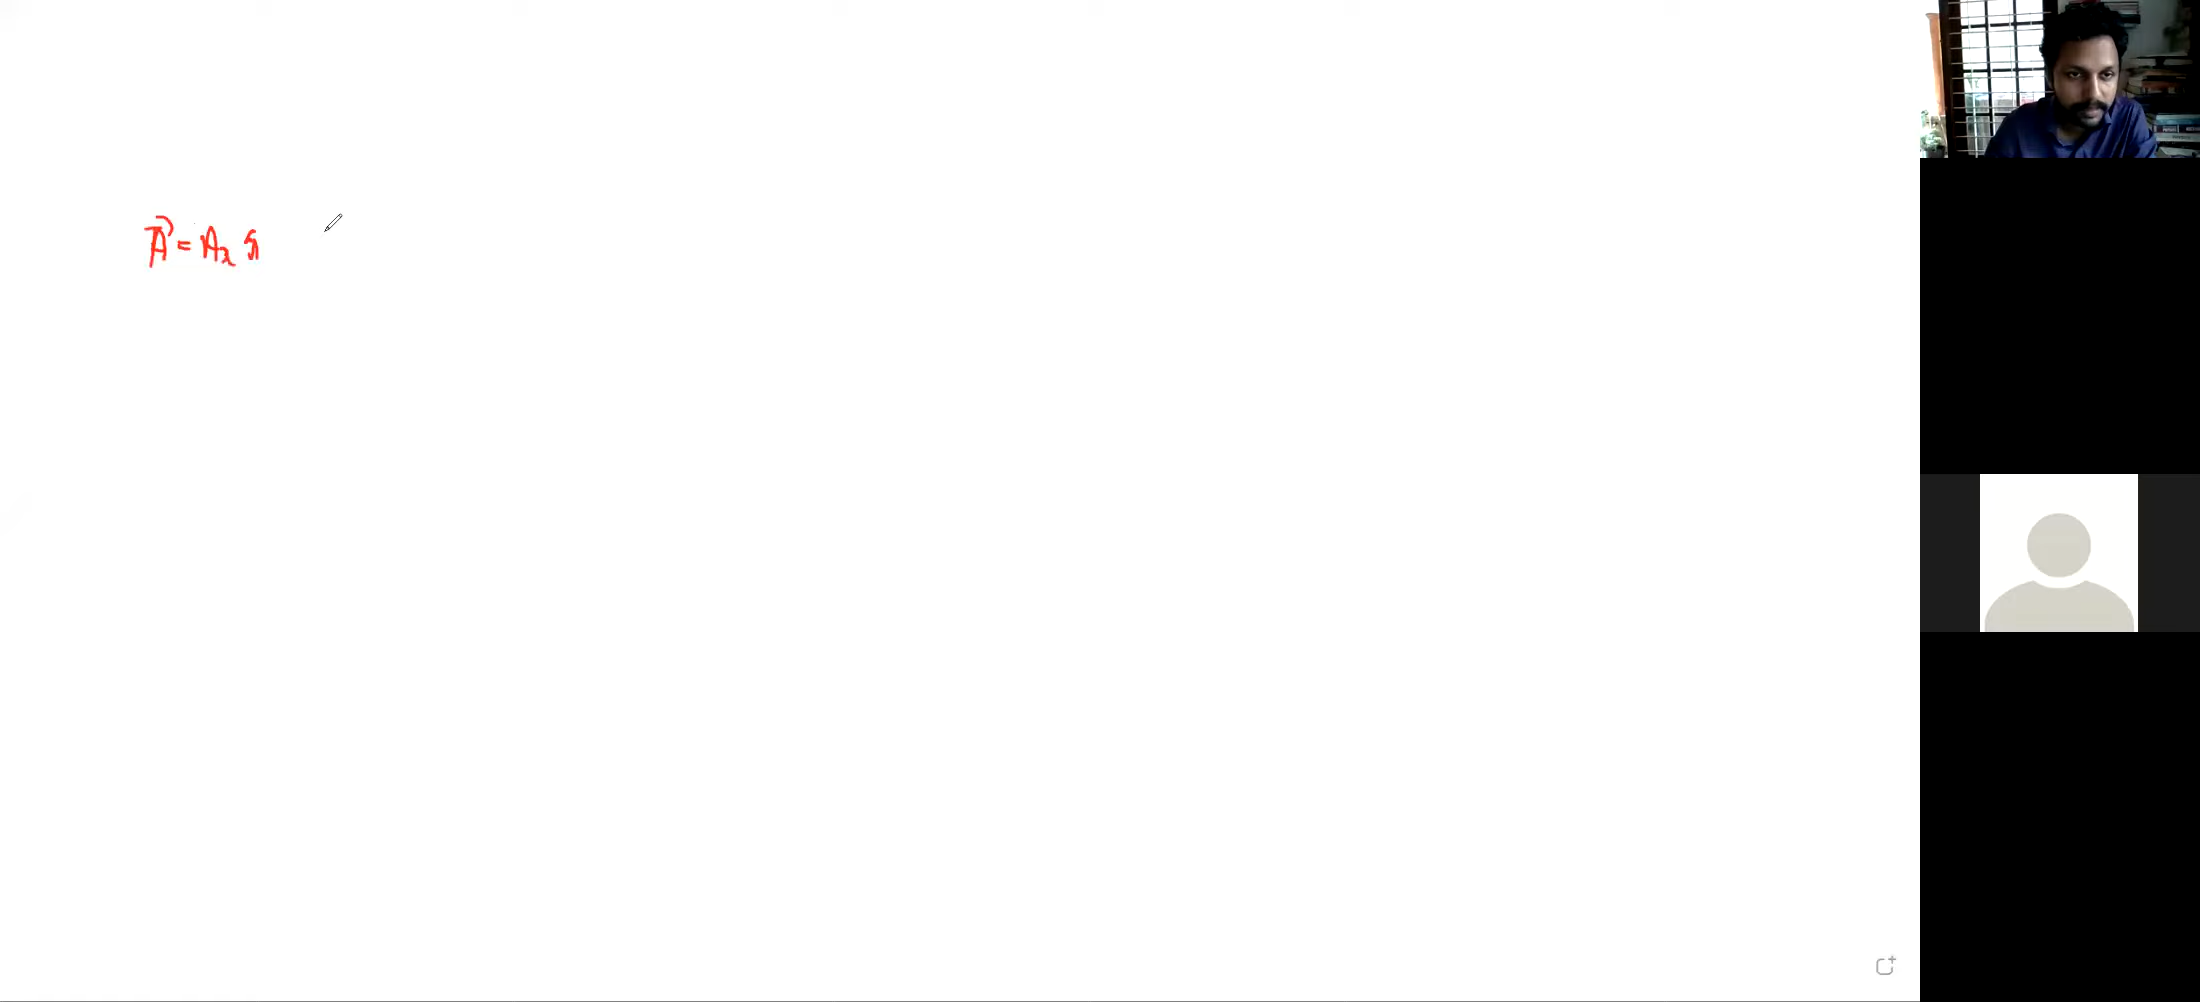 A⃗ = Aₓ